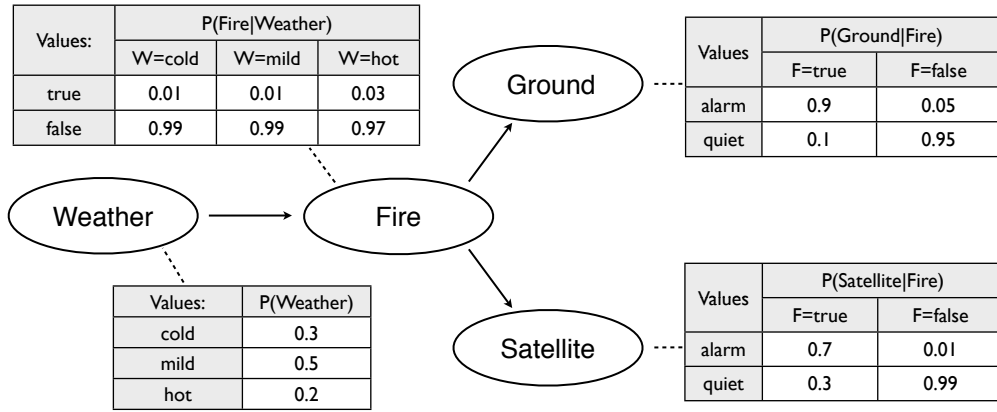 Values: P(Fire|Weather)
W=cold W=mild W=hot
true 0.01 0.01 0.03
false 0.99 0.99 0.97
Ground
Values P(Ground|Fire)
F=true F=false
alarm 0.9 0.05
quiet 0.1 0.95
Weather
Fire
Values: P(Weather)
cold 0.3
mild 0.5
hot 0.2
Satellite
Values P(Satellite|Fire)
F=true F=false
alarm 0.7 0.01
quiet 0.3 0.99